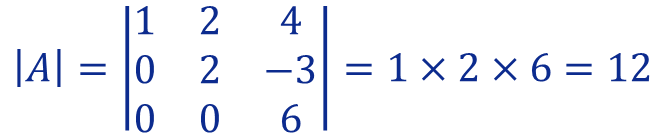 |A| = |1 2 4|
|0 2 −3| = 1 × 2 × 6 = 12
|0 0 6|